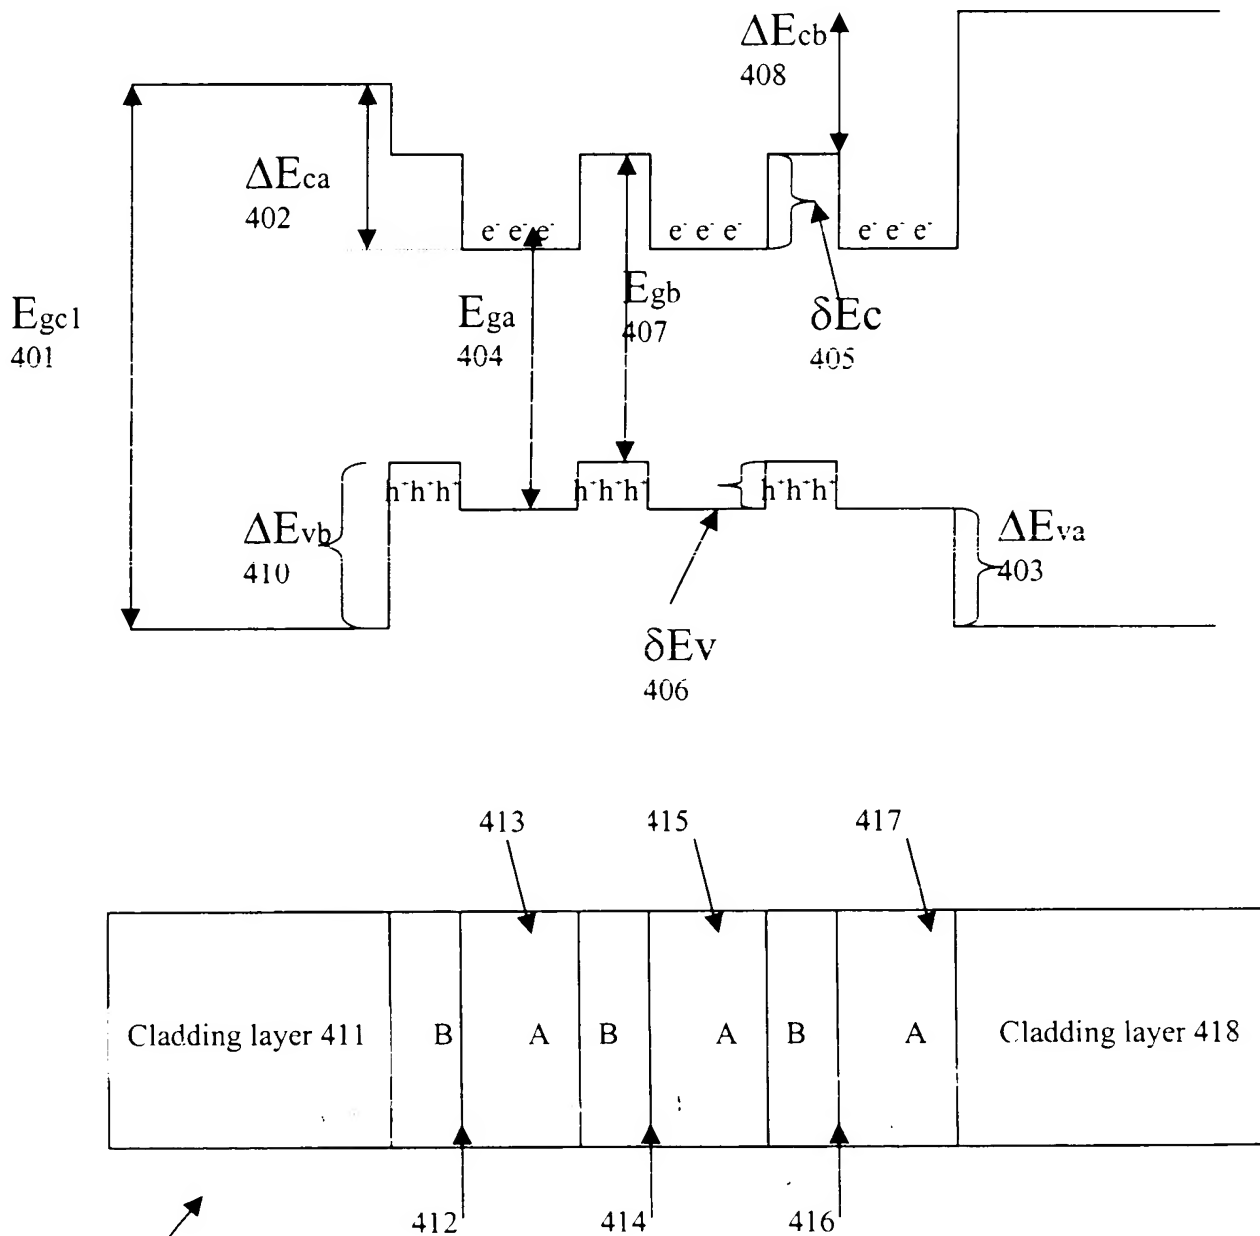 ΔEcb
408
ΔEca
402
e⁻ e⁻ e⁻
e⁻ e⁻ e⁻
e⁻ e⁻ e⁻
Egc1
401
Ega
404
Egb
407
δEc
405
h⁺h⁺h⁺
h⁺h⁺h⁺
h⁺h⁺h⁺
ΔEvb
410
ΔEva
403
δEv
406
413
415
417
Cladding layer 411
B
A
B
A
B
A
Cladding layer 418
412
414
416